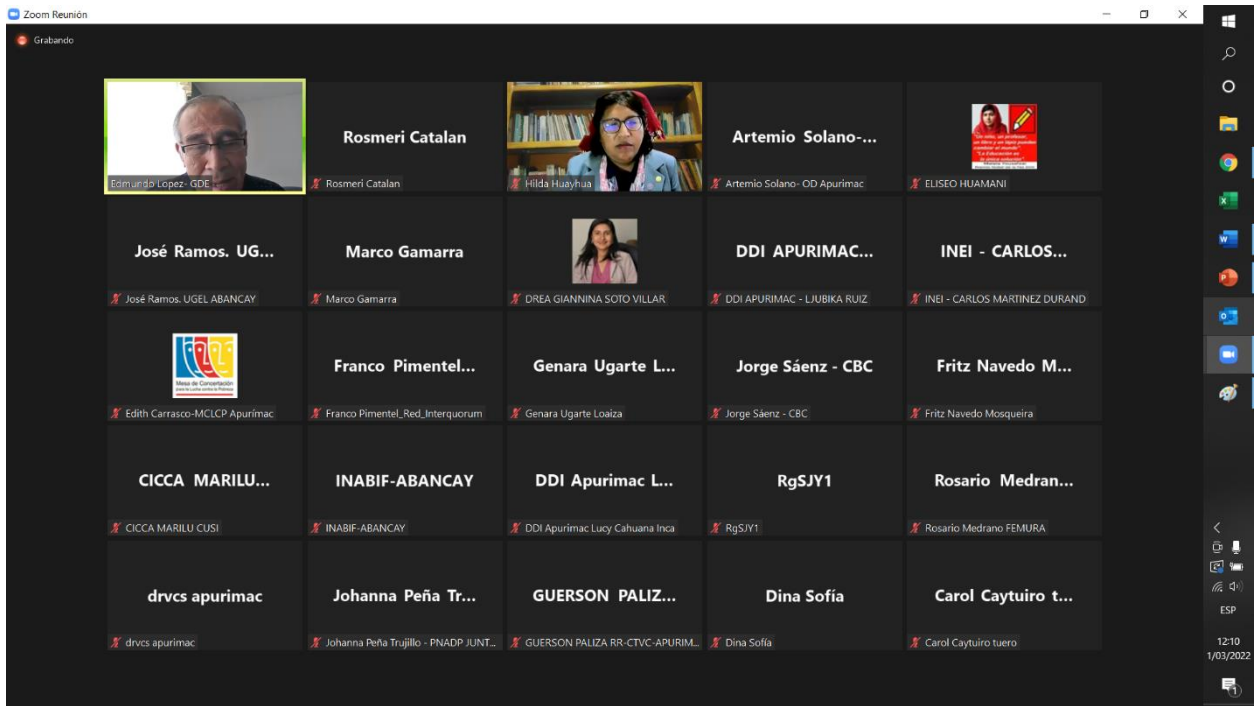 Zoom Reunión
Grabando
Edmundo Lopez- GDE
Rosmeri Catalan
Rosmeri Catalan
Hilda Huayhua
Artemio Solano-...
Artemio Solano- OD Apurimac
ELISEO HUAMANI
José Ramos. UG...
José Ramos. UGEL ABANCAY
Marco Gamarra
Marco Gamarra
DREA GIANNINA SOTO VILLAR
DDI APURIMAC...
DDI APURIMAC - LJUBIKA RUIZ
INEI - CARLOS...
INEI - CARLOS MARTINEZ DURAND
Mesa de Concertación
Edith Carrasco-MCLCP Apurímac
Franco Pimentel...
Franco Pimentel_Red_Interquorum
Genara Ugarte L...
Genara Ugarte Loaiza
Jorge Sáenz - CBC
Jorge Sáenz - CBC
Fritz Navedo M...
Fritz Navedo Mosqueira
CICCA MARILU...
CICCA MARILU CUSI
INABIF-ABANCAY
INABIF-ABANCAY
DDI Apurimac L...
DDI Apurimac Lucy Cahuana Inca
RgSJY1
RgSJY1
Rosario Medran...
Rosario Medrano FEMURA
drvcs apurimac
drvcs apurimac
Johanna Peña Tr...
Johanna Peña Trujillo - PNADP JUNT...
GUERSON PALIZ...
GUERSON PALIZA RR-CTVC-APURIM...
Dina Sofía
Dina Sofía
Carol Caytuiro t...
Carol Caytuiro tuero
ESP
12:10
1/03/2022
1